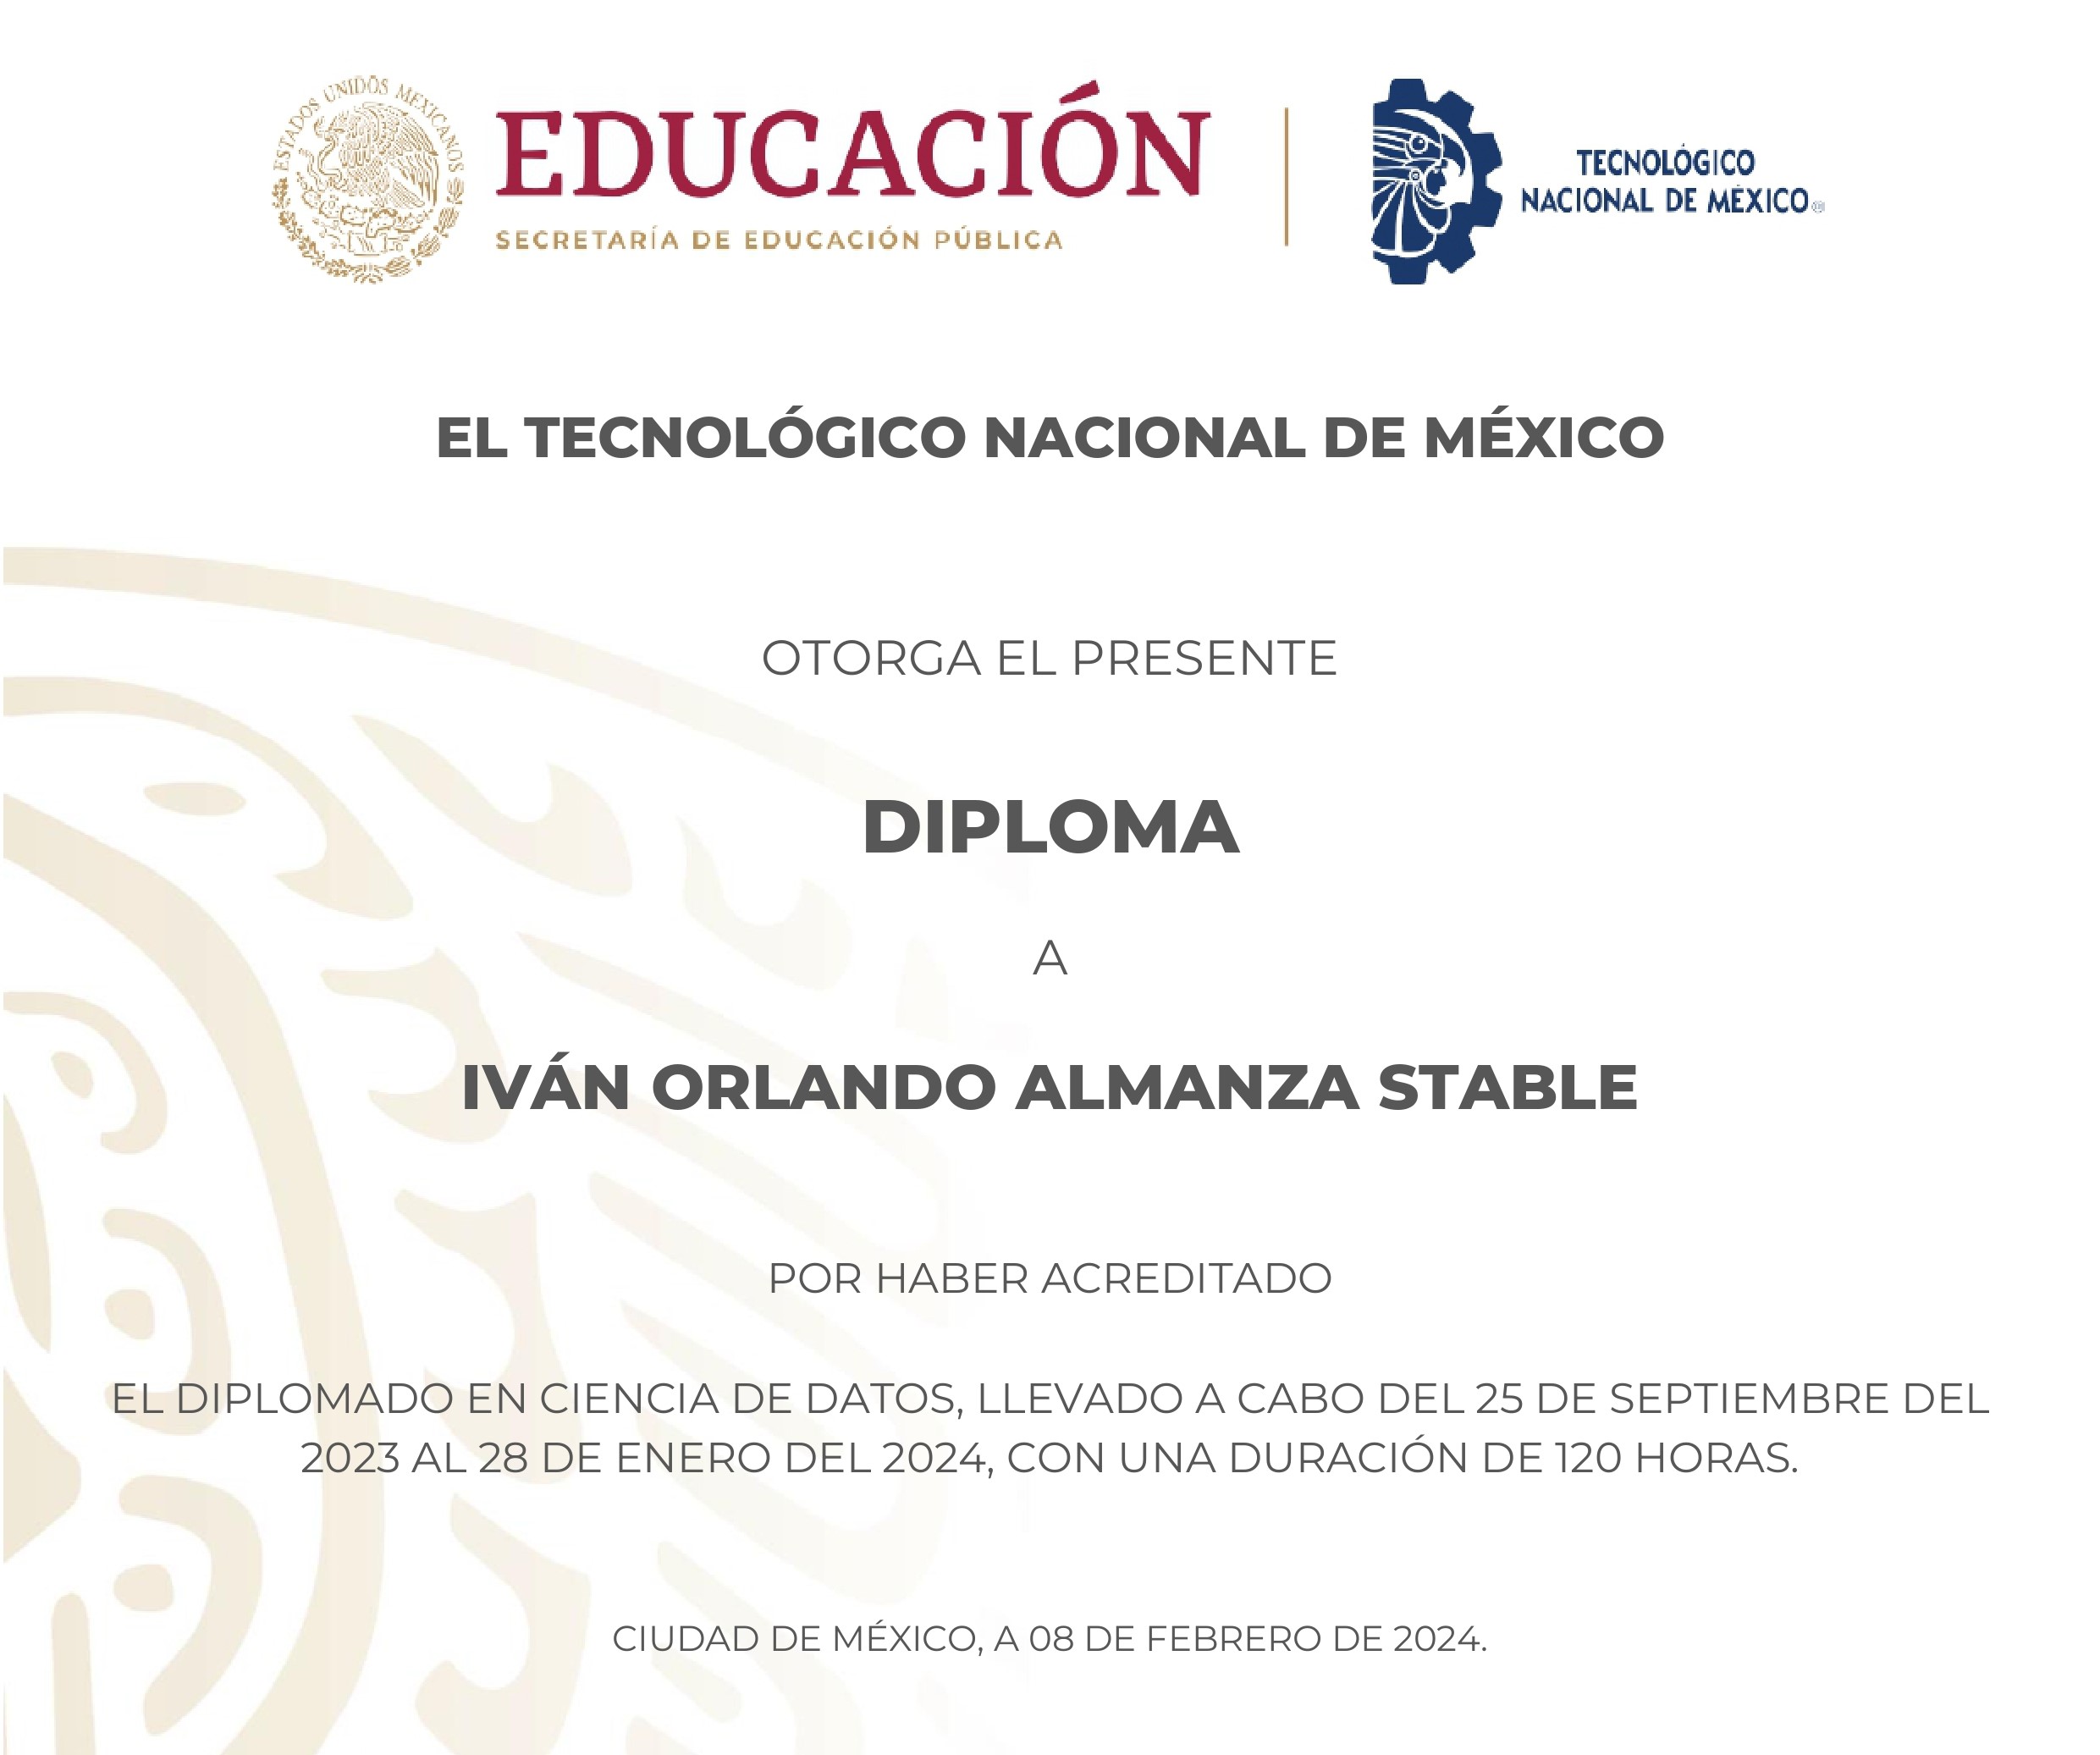 ESTADOS UNIDOS MEXICANOS
EDUCACIÓN
SECRETARÍA DE EDUCACIÓN PÚBLICA
TECNOLÓGICO
NACIONAL DE MÉXICO®
EL TECNOLÓGICO NACIONAL DE MÉXICO
OTORGA EL PRESENTE
DIPLOMA
A
IVÁN ORLANDO ALMANZA STABLE
POR HABER ACREDITADO
EL DIPLOMADO EN CIENCIA DE DATOS, LLEVADO A CABO DEL 25 DE SEPTIEMBRE DEL
2023 AL 28 DE ENERO DEL 2024, CON UNA DURACIÓN DE 120 HORAS.
CIUDAD DE MÉXICO, A 08 DE FEBRERO DE 2024.